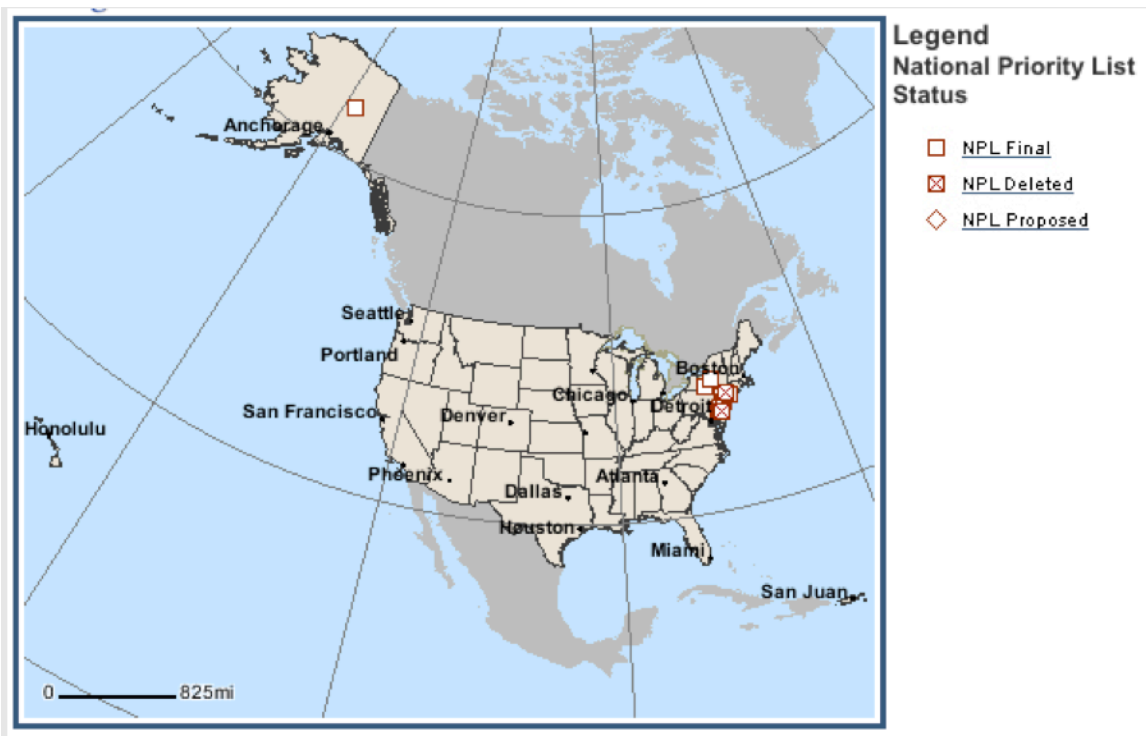 Legend
National Priority List
Status
NPL Final
NPL Deleted
NPL Proposed
Anchorage
Seattle
Portland
Boston
Chicago
Detroit
San Francisco
Denver
Honolulu
Phoenix
Atlanta
Dallas
Houston
Miami
San Juan
0 825mi